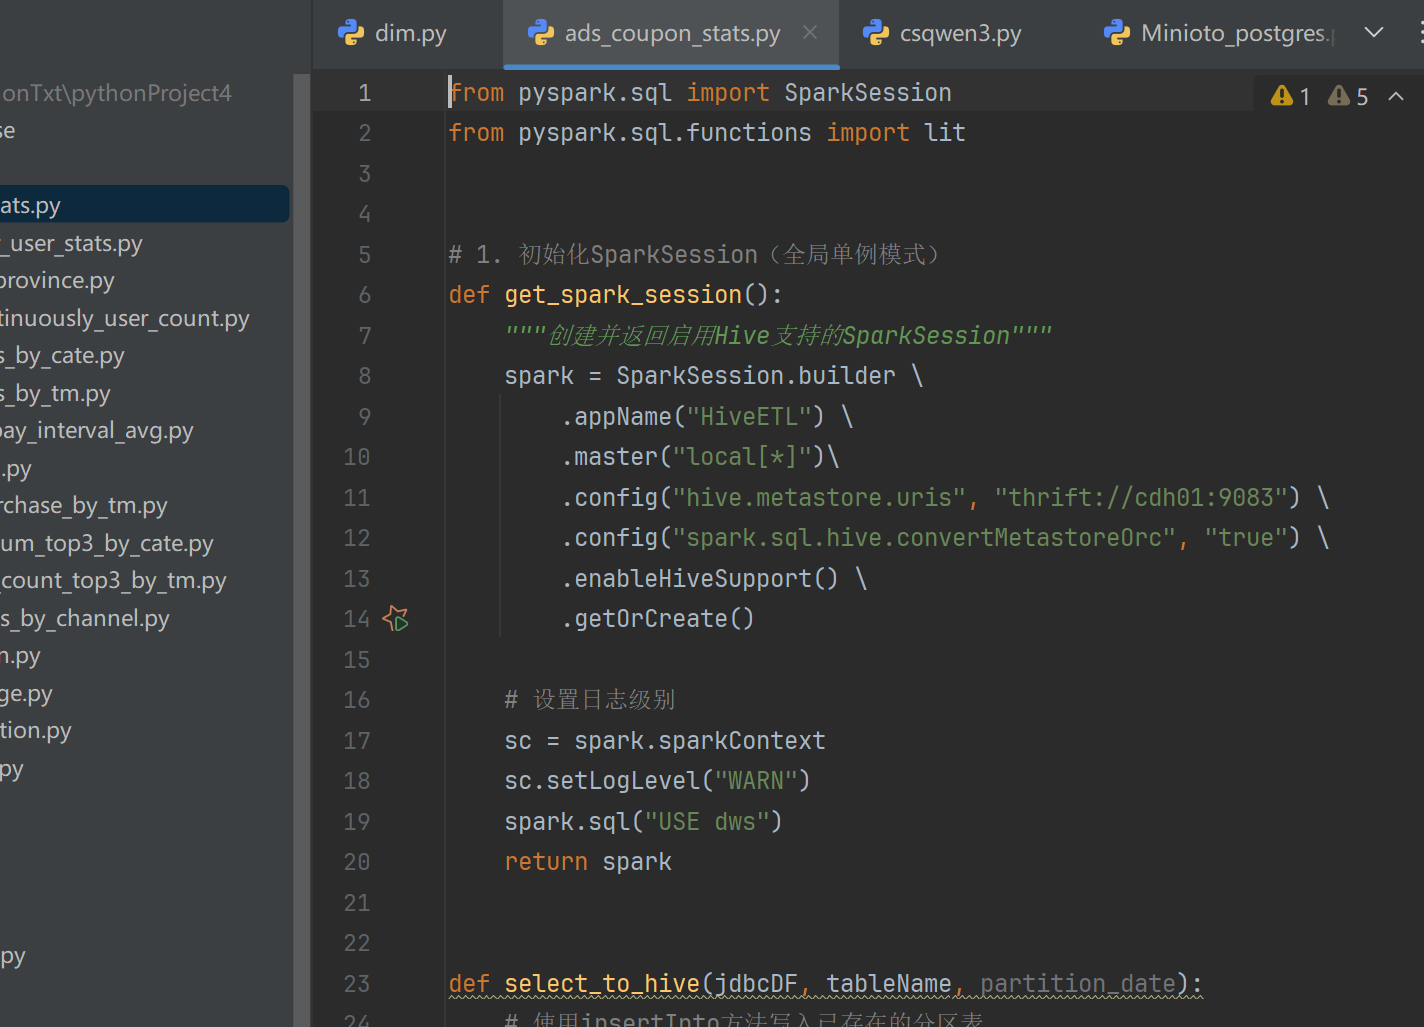 dim.py
ads_coupon_stats.py
csqwen3.py
Minioto_postgres.p
onTxt\pythonProject4
se
ats.py
_user_stats.py
province.py
tinuously_user_count.py
s_by_cate.py
s_by_tm.py
pay_interval_avg.py
.py
rchase_by_tm.py
um_top3_by_cate.py
_count_top3_by_tm.py
s_by_channel.py
n.py
ge.py
tion.py
py
py
1 5
1 from pyspark.sql import SparkSession
2 from pyspark.sql.functions import lit
3
4
5 # 1. 初始化SparkSession（全局单例模式）
6 def get_spark_session():
7 """创建并返回启用Hive支持的SparkSession"""
8 spark = SparkSession.builder \
9 .appName("HiveETL") \
10 .master("local[*]")\
11 .config("hive.metastore.uris", "thrift://cdh01:9083") \
12 .config("spark.sql.hive.convertMetastoreOrc", "true") \
13 .enableHiveSupport() \
14 .getOrCreate()
15
16 # 设置日志级别
17 sc = spark.sparkContext
18 sc.setLogLevel("WARN")
19 spark.sql("USE dws")
20 return spark
21
22
23 def select_to_hive(jdbcDF, tableName, partition_date):
24 # 使用insertInto方法写入已存在的分区表